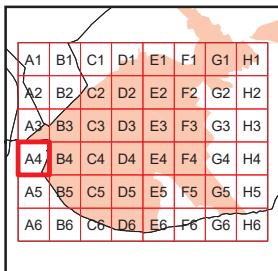 A1 B1 C1 D1 E1 F1 G1 H1
A2 B2 C2 D2 E2 F2 G2 H2
A3 B3 C3 D3 E3 F3 G3 H3
A4 B4 C4 D4 E4 F4 G4 H4
A5 B5 C5 D5 E5 F5 G5 H5
A6 B6 C6 D6 E6 F6 G6 H6